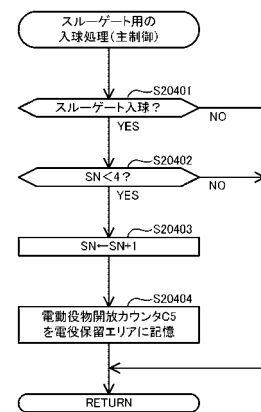 スルーゲート用の
入球処理(主制御)
S20401
スルーゲート入球?
NO
YES
S20402
SN<4?
NO
YES
S20403
SN←SN+1
S20404
電動役物開放カウンタC5
を電役保留エリアに記憶
RETURN